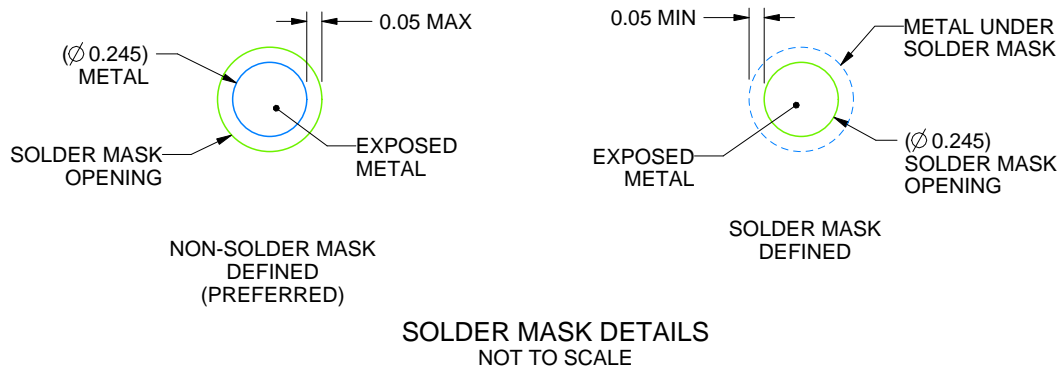 0.05 MAX
(∅ 0.245)
METAL
SOLDER MASK
OPENING
EXPOSED
METAL
NON-SOLDER MASK
DEFINED
(PREFERRED)
0.05 MIN
METAL UNDER
SOLDER MASK
EXPOSED
METAL
(∅ 0.245)
SOLDER MASK
OPENING
SOLDER MASK
DEFINED
SOLDER MASK DETAILS
NOT TO SCALE